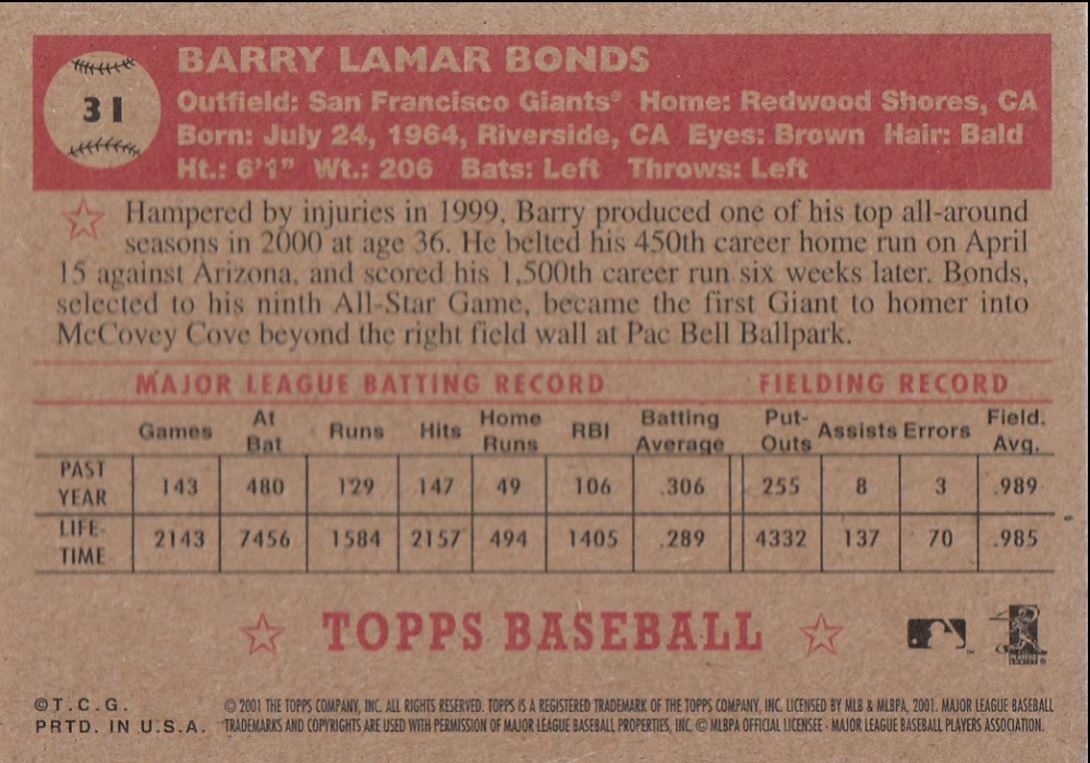 31
BARRY LAMAR BONDS
Outfield: San Francisco Giants® Home: Redwood Shores, CA
Born: July 24, 1964, Riverside, CA Eyes: Brown Hair: Bald
Ht.: 6'1" Wt.: 206 Bats: Left Throws: Left
Hampered by injuries in 1999, Barry produced one of his top all-around
seasons in 2000 at age 36. He belted his 450th career home run on April
15 against Arizona, and scored his 1,500th career run six weeks later. Bonds,
selected to his ninth All-Star Game, became the first Giant to homer into
McCovey Cove beyond the right field wall at Pac Bell Ballpark.
MAJOR LEAGUE BATTING RECORD FIELDING RECORD
Games At Bat Runs Hits Home Runs RBI Batting Average Put-Outs Assists Errors Field. Avg.
PAST YEAR 143 480 129 147 49 106 .306 255 8 3 .989
LIFE-TIME 2143 7456 1584 2157 494 1405 .289 4332 137 70 .985
TOPPS BASEBALL
©T.C.G.
PRTD. IN U.S.A.
© 2001 THE TOPPS COMPANY, INC. ALL RIGHTS RESERVED. TOPPS IS A REGISTERED TRADEMARK OF THE TOPPS COMPANY, INC. LICENSED BY MLB & MLBPA, 2001. MAJOR LEAGUE BASEBALL
TRADEMARKS AND COPYRIGHTS ARE USED WITH PERMISSION OF MAJOR LEAGUE BASEBALL PROPERTIES, INC. © MLBPA OFFICIAL LICENSEE - MAJOR LEAGUE BASEBALL PLAYERS ASSOCIATION.